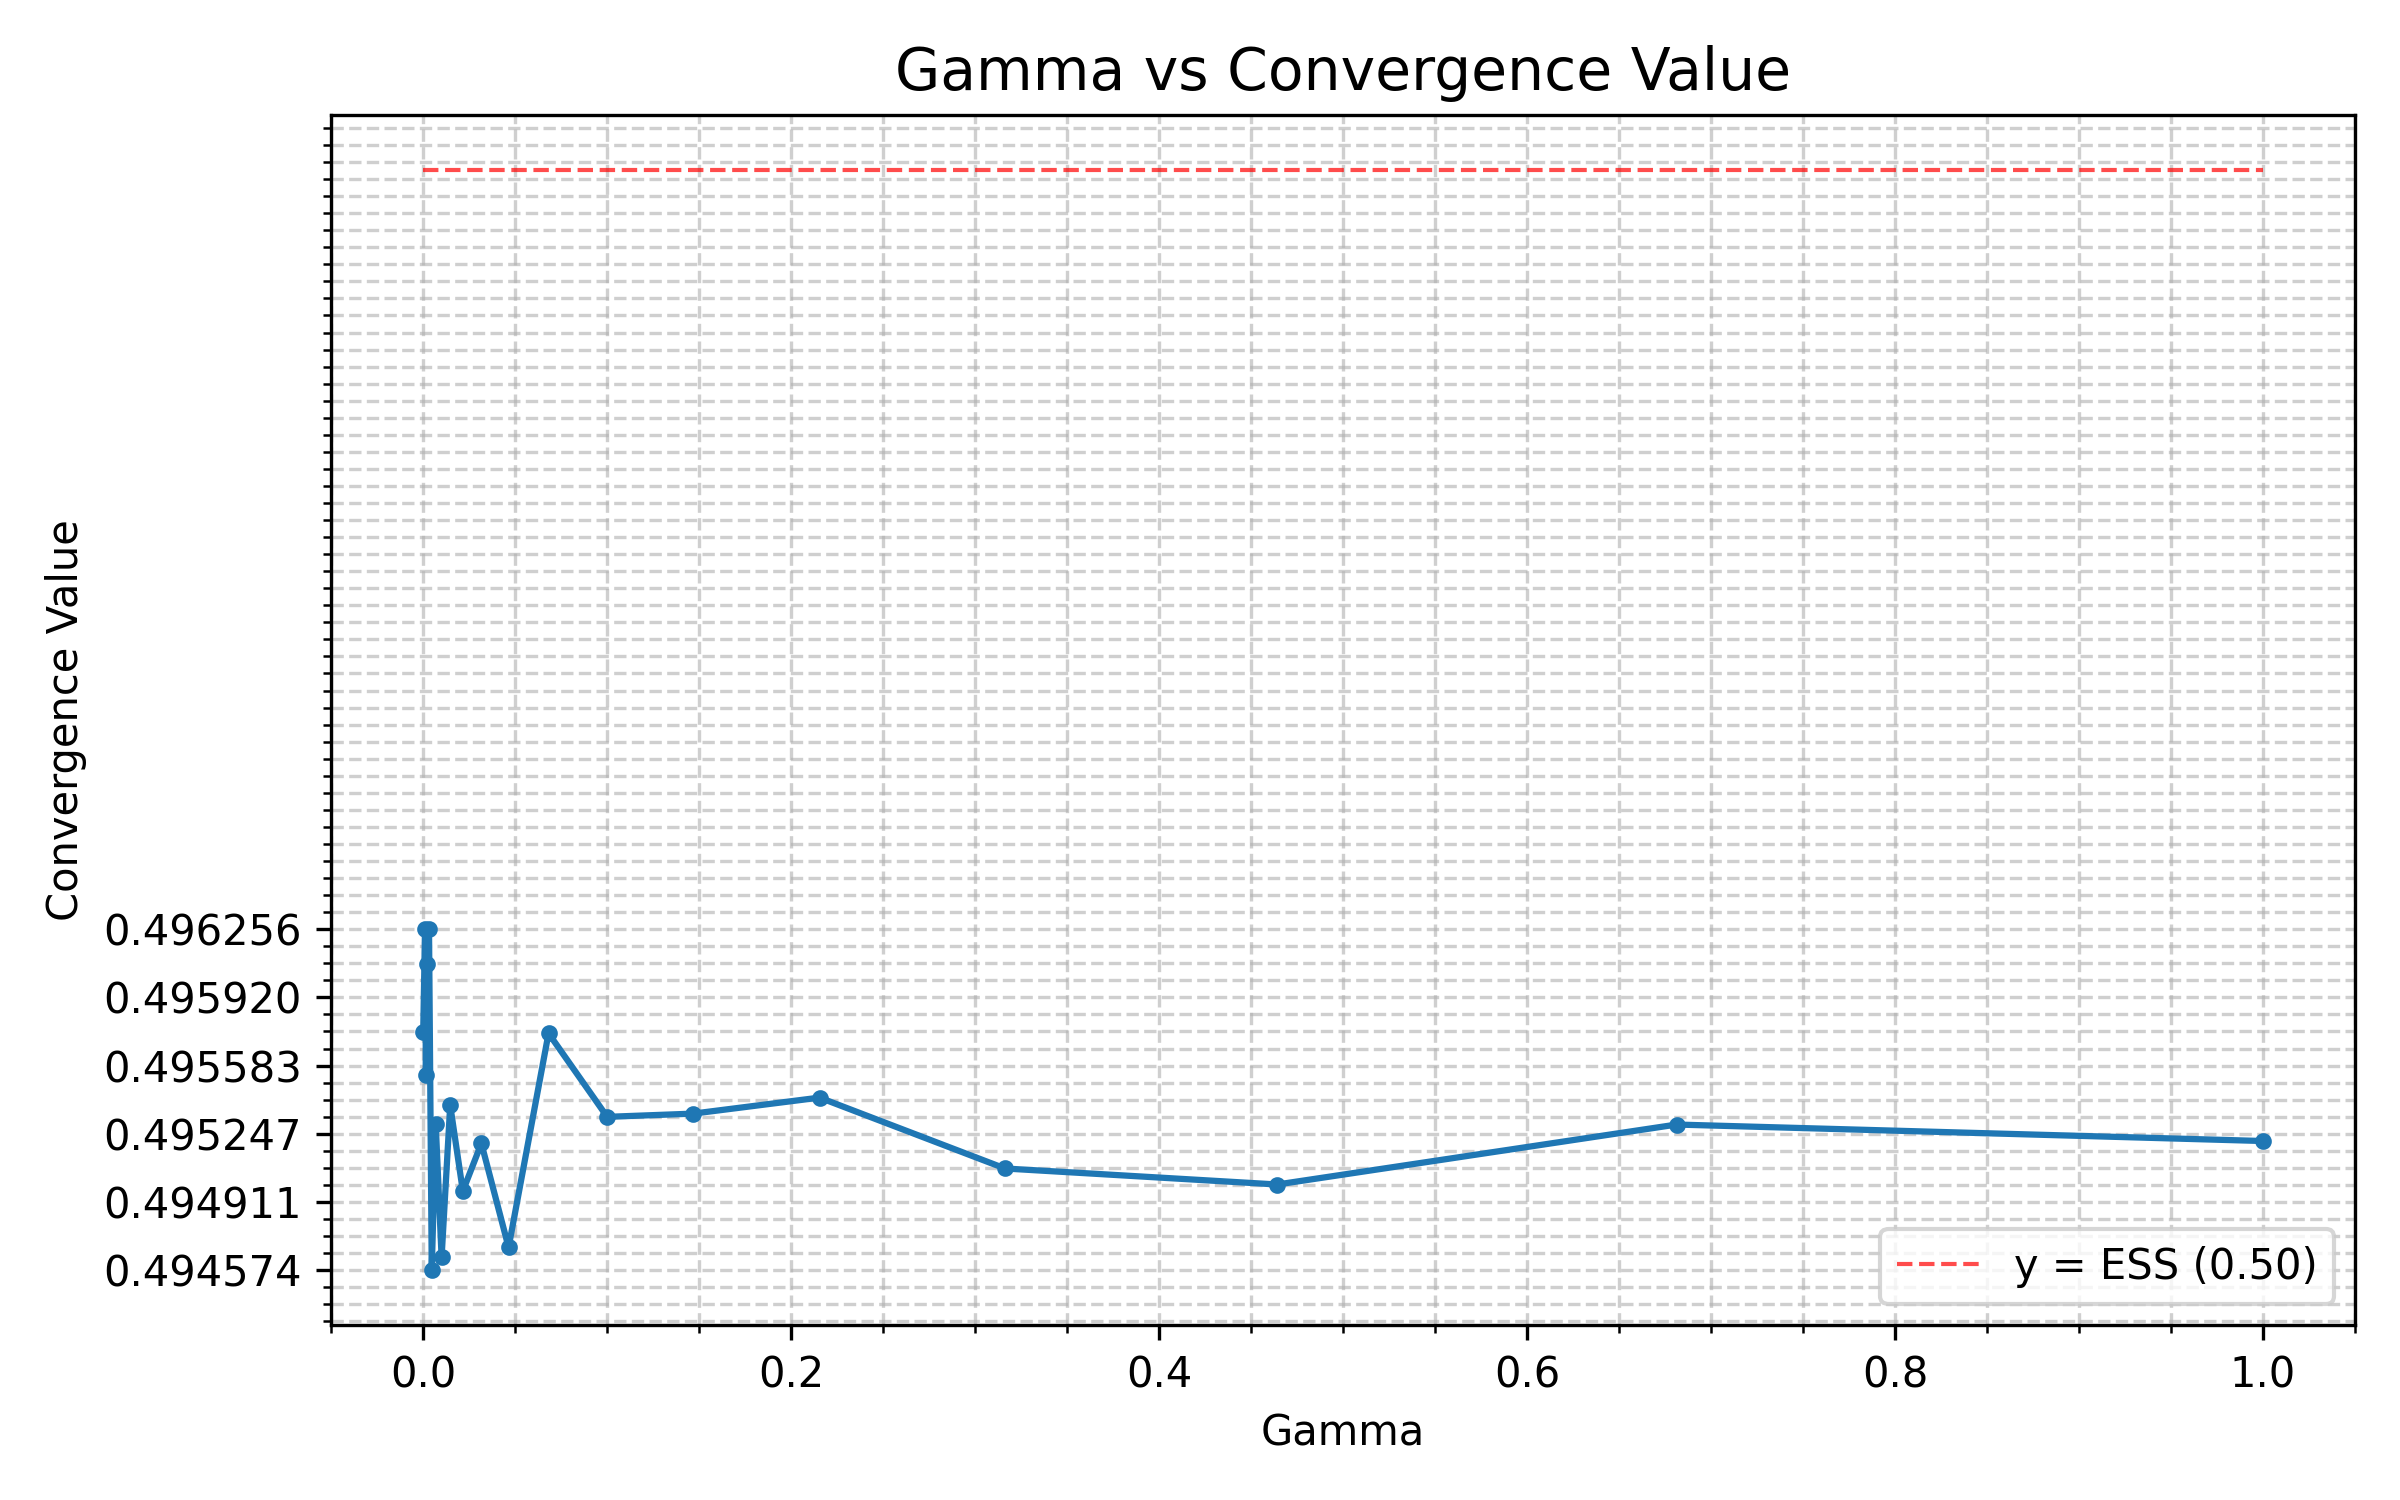 Gamma vs Convergence Value
Convergence Value
0.496256
0.495920
0.495583
0.495247
0.494911
0.494574
y = ESS (0.50)
0.0 0.2 0.4 0.6 0.8 1.0
Gamma